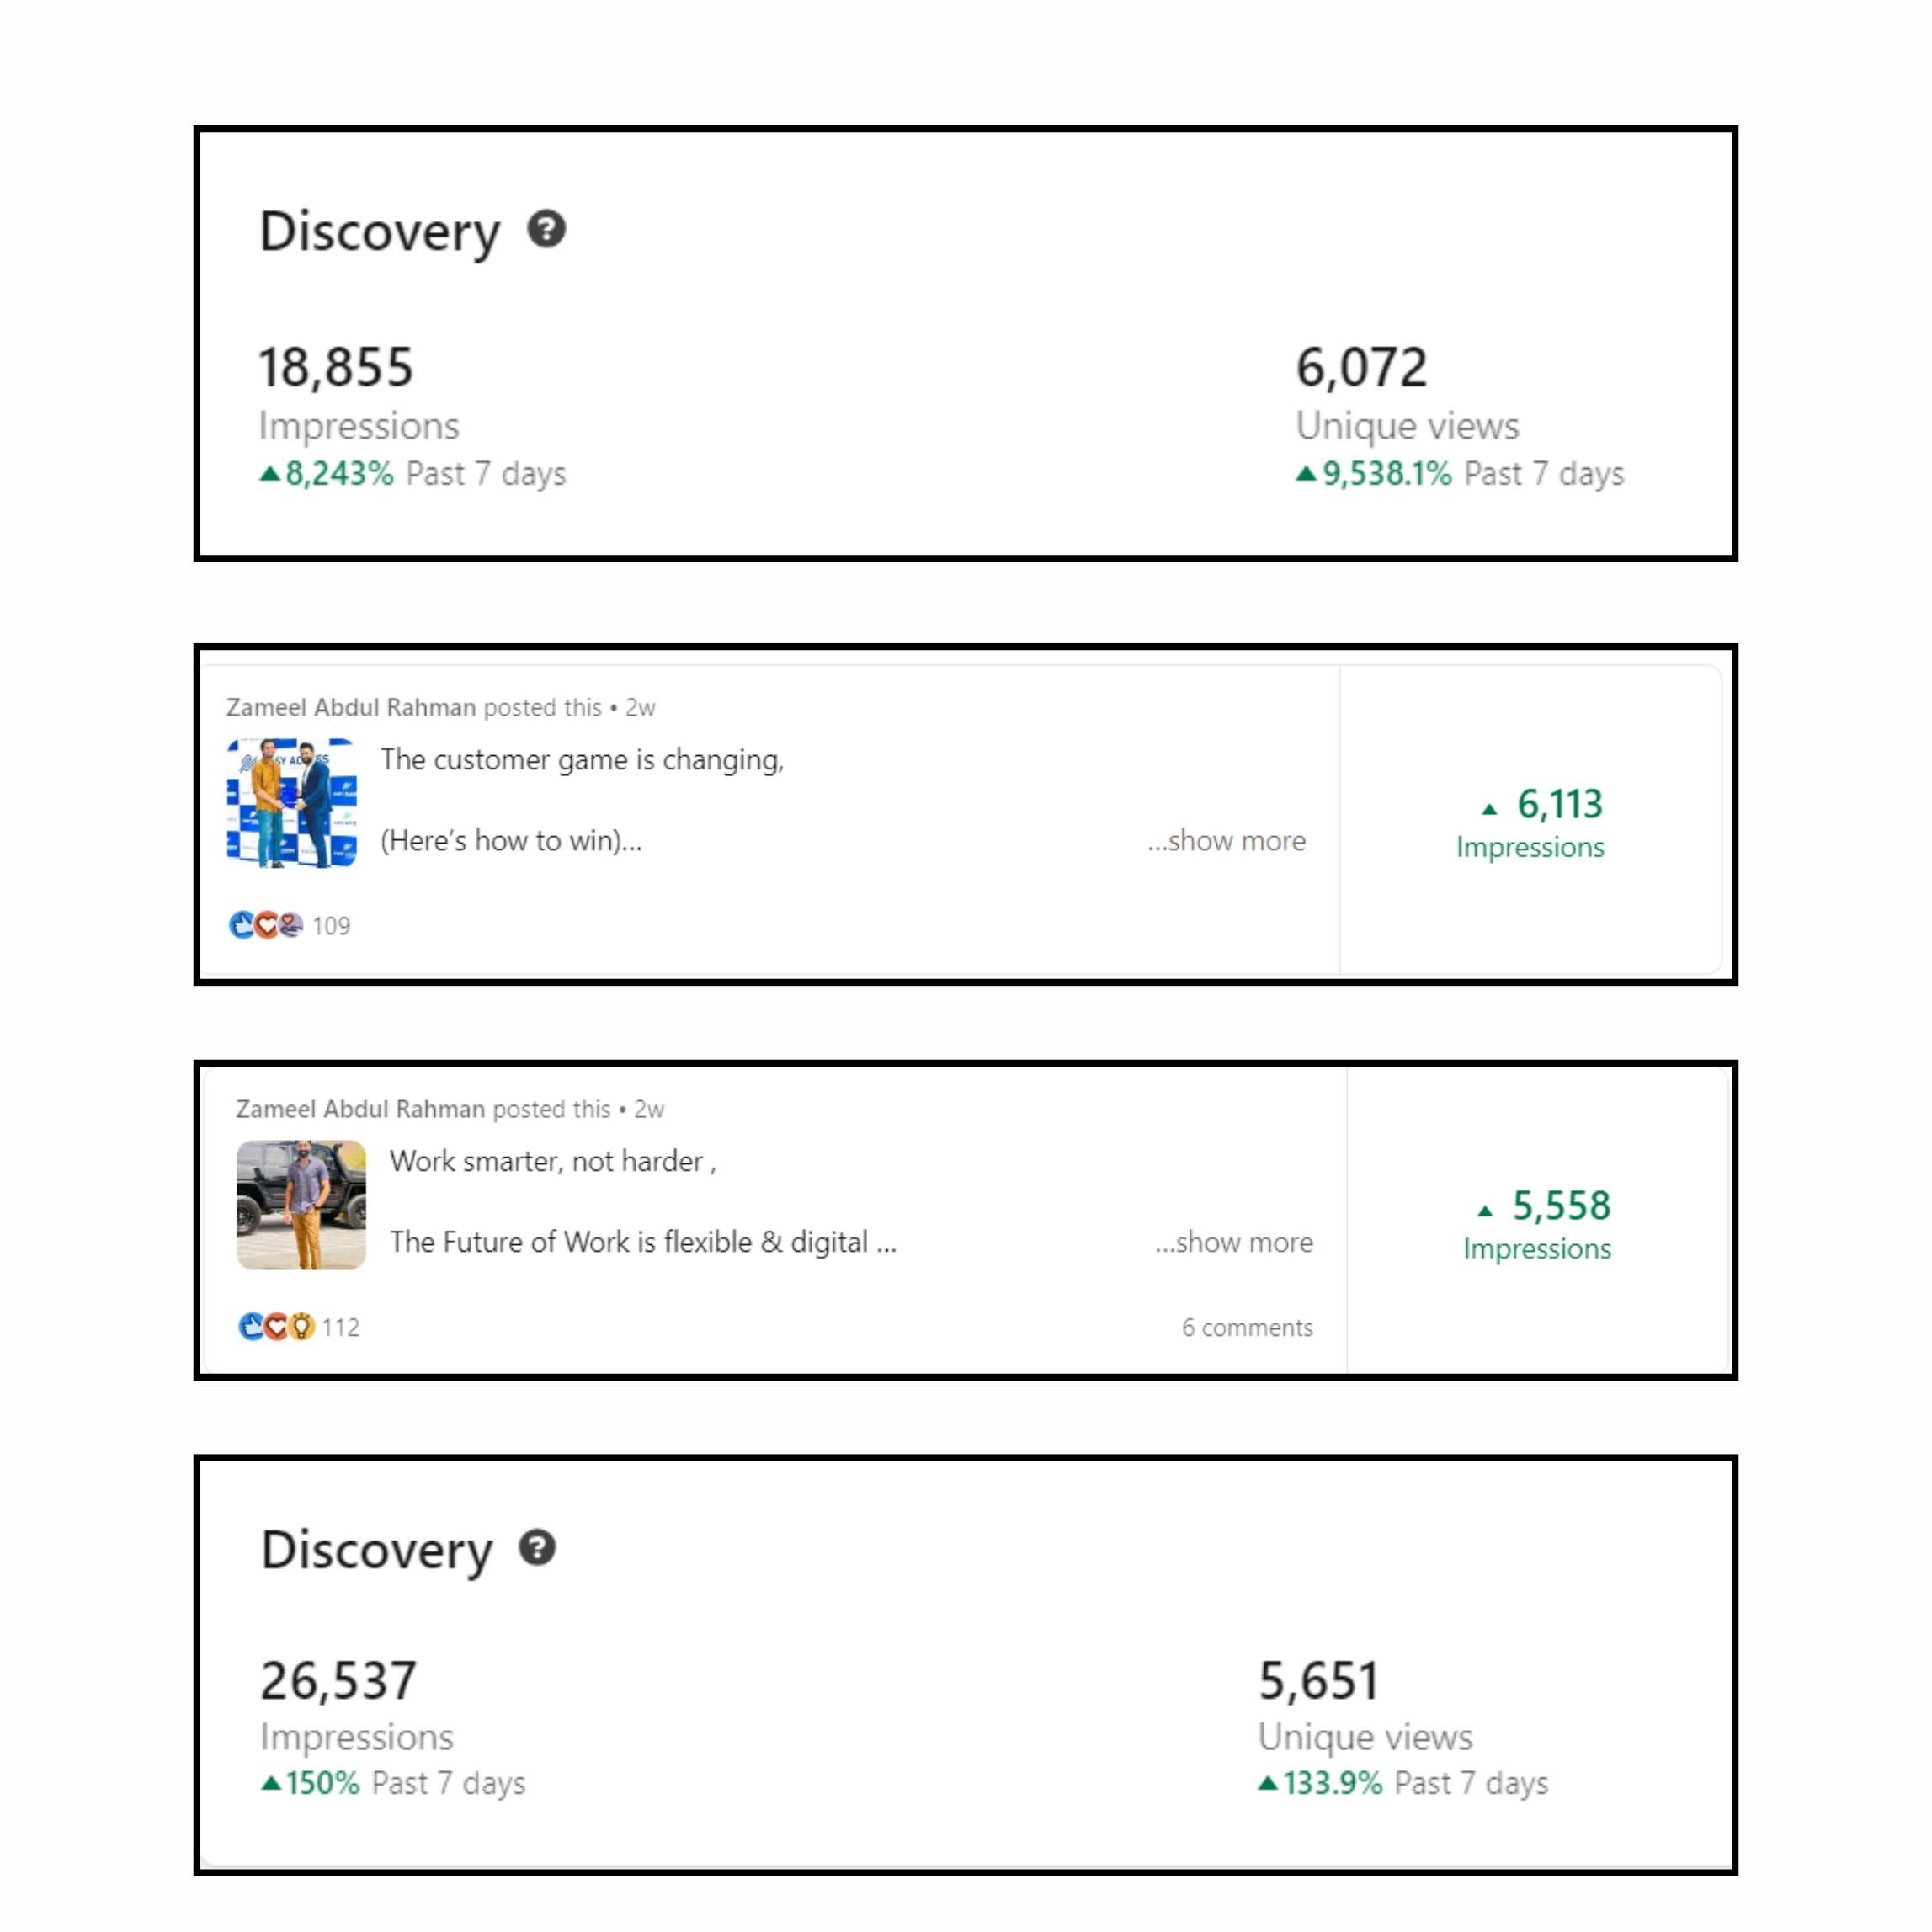 Discovery ?
18,855
Impressions
▲8,243% Past 7 days
6,072
Unique views
▲9,538.1% Past 7 days
Zameel Abdul Rahman posted this • 2w
The customer game is changing,
(Here’s how to win)...
...show more
109
▲ 6,113
Impressions
Zameel Abdul Rahman posted this • 2w
Work smarter, not harder ,
The Future of Work is flexible & digital ...
...show more
112
6 comments
▲ 5,558
Impressions
Discovery ?
26,537
Impressions
▲150% Past 7 days
5,651
Unique views
▲133.9% Past 7 days